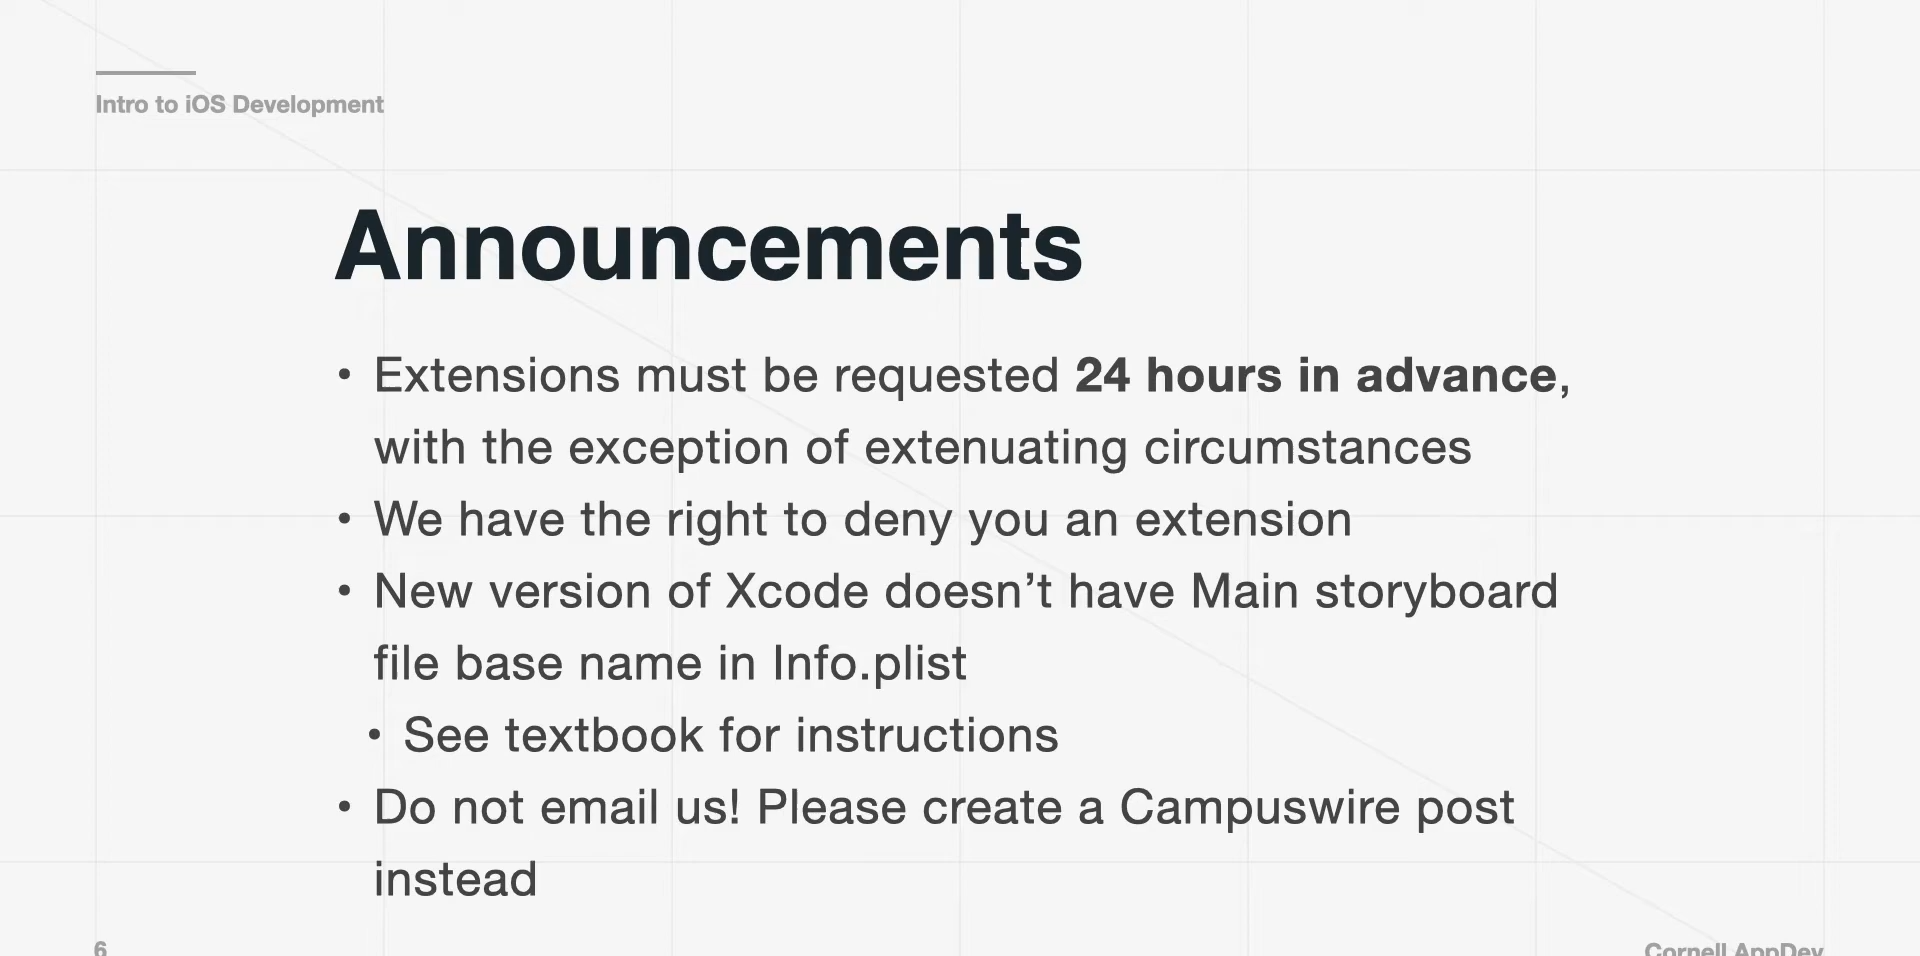 Intro to iOS Development
Announcements
• Extensions must be requested 24 hours in advance,
with the exception of extenuating circumstances
• We have the right to deny you an extension
• New version of Xcode doesn’t have Main storyboard
file base name in Info.plist
• See textbook for instructions
• Do not email us! Please create a Campuswire post
instead
6
Cornell AppDev